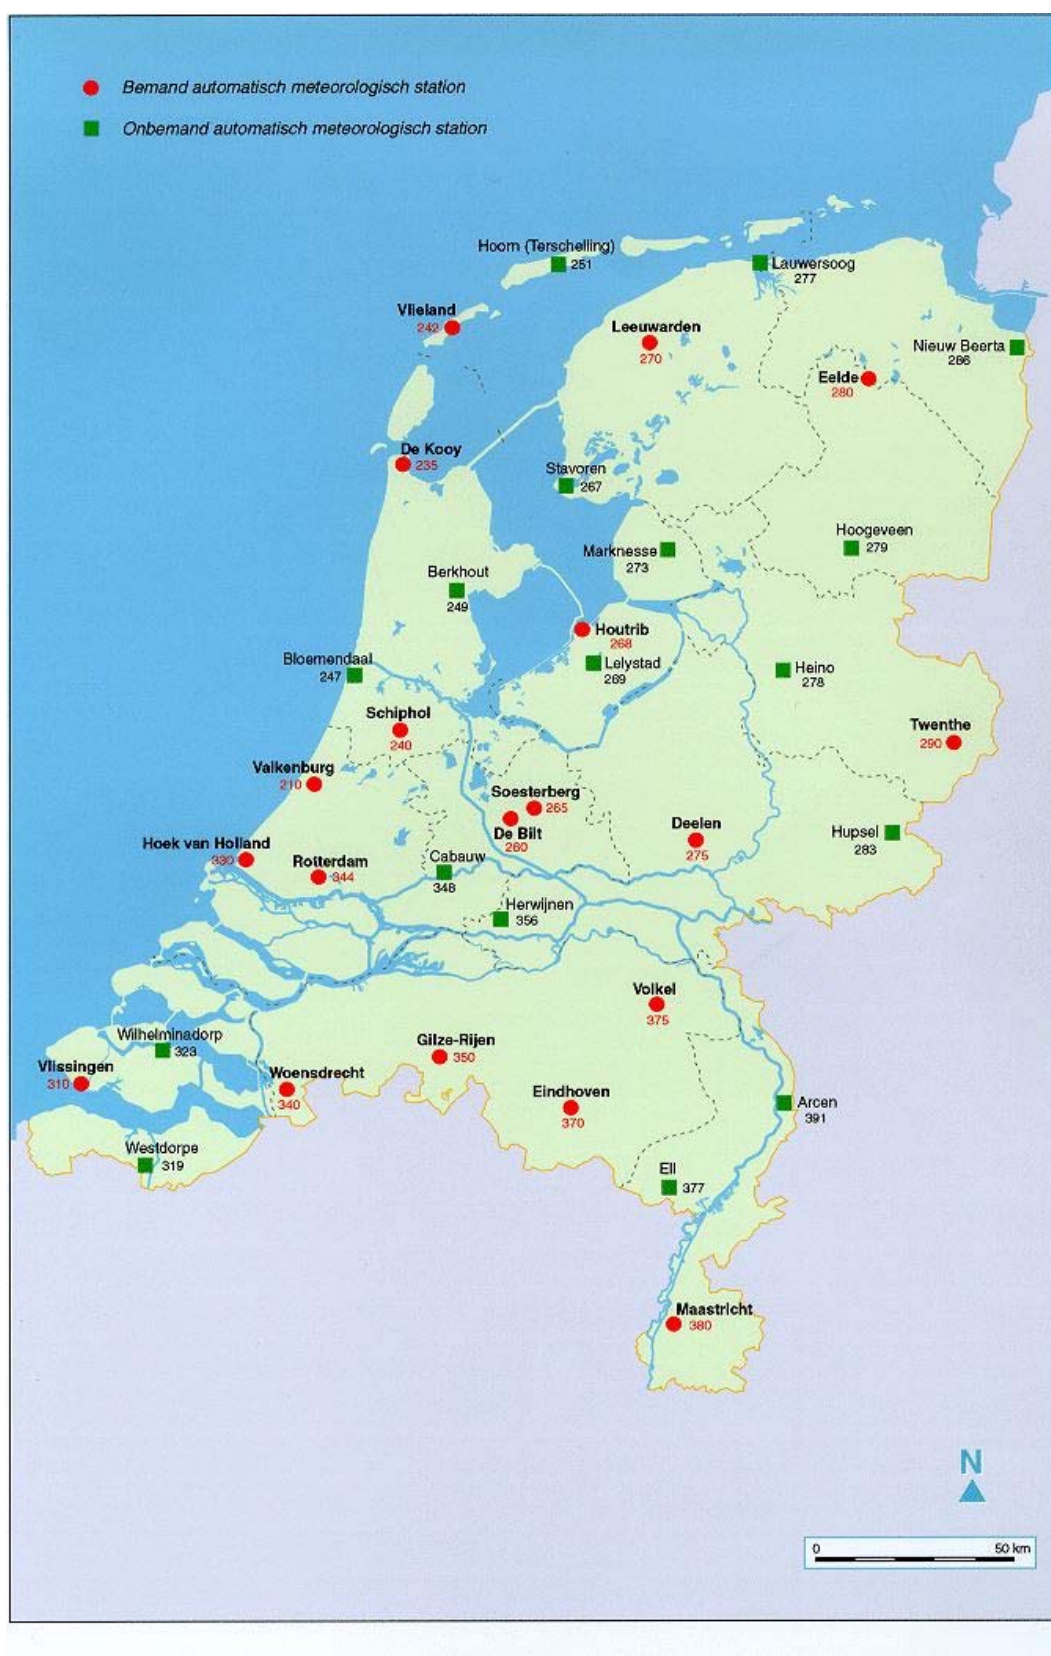 Bemand automatisch meteorologisch station
Onbemand automatisch meteorologisch station
Hoorn (Terschelling)
251
Lauwersoog
277
Vlieland
242
Leeuwarden
270
Nieuw Beerta
286
Eelde
280
De Kooy
235
Stavoren
267
Hoogeveen
279
Marknesse
273
Berkhout
249
Houtrib
268
Bloemendaal
247
Lelystad
269
Heino
278
Schiphol
240
Twenthe
290
Valkenburg
210
Soesterberg
265
De Bilt
260
Deelen
275
Hupsel
283
Hoek van Holland
330
Rotterdam
344
Cabauw
348
Herwijnen
356
Volkel
375
Wilhelminadorp
323
Gilze-Rijen
350
Vlissingen
310
Woensdrecht
340
Eindhoven
370
Arcen
391
Westdorpe
319
Ell
377
Maastricht
380
N
0 50 km